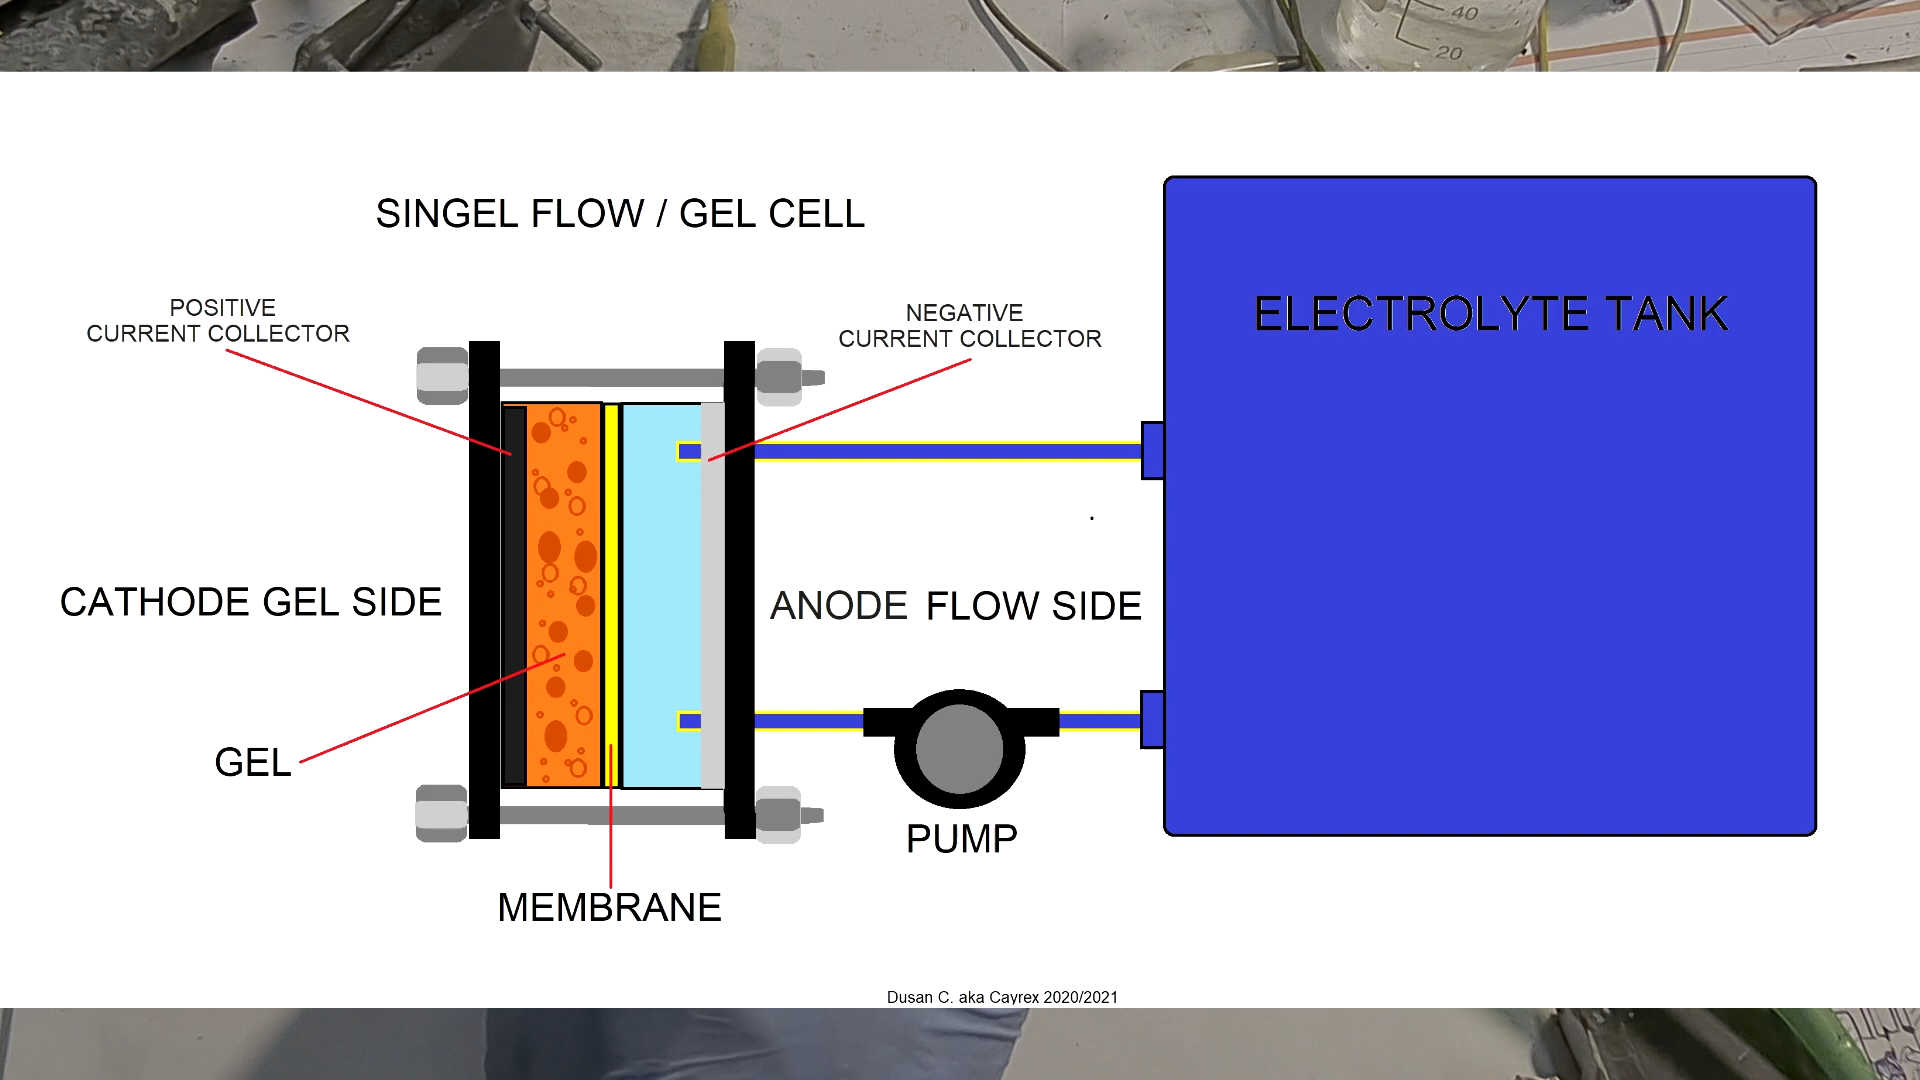 40
20
SINGEL FLOW / GEL CELL
ELECTROLYTE TANK
POSITIVE
CURRENT COLLECTOR
NEGATIVE
CURRENT COLLECTOR
CATHODE GEL SIDE
ANODE FLOW SIDE
GEL
PUMP
MEMBRANE
Dusan C. aka Cayrex 2020/2021